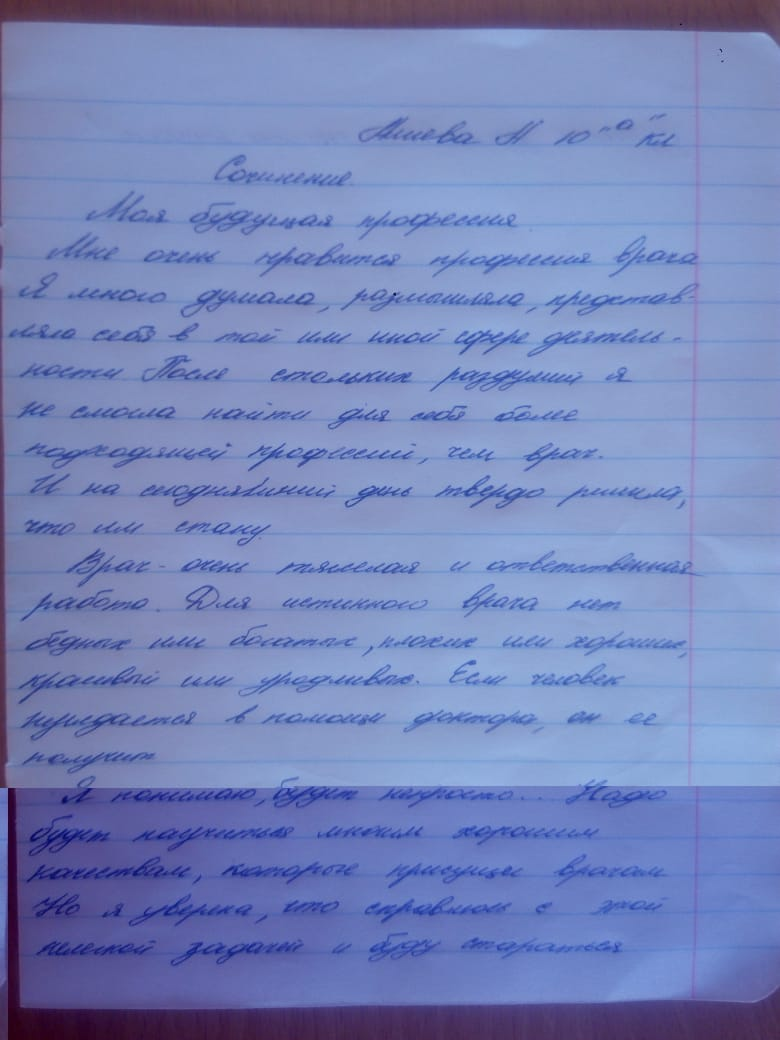 Н 10 "а" кл
Сочинение.
Моя будущая профессия.
Мне очень нравится профессия врача
Я много думала, размышляла, представ-
ляла себя в той или иной сфере деятель-
ности После стольких раздумий я
не смогла найти для себя более
подходящей профессий, чем врач.
И на сегодняшний день твердо решила,
что им стану.
Врач - очень тяжелая и ответственная
работа. Для истинного врача нет
бедных или богатых, плохих или хороших,
красивый или уродливых. Если человек
нуждается в помощи доктора, он ее
получит
Я понимаю, будет непросто... Надо
будет научиться многим хорошим
качествам, которые присущи врачам
Но я уверена, что справлюсь с этой
нелегкой задачей и буду стараться